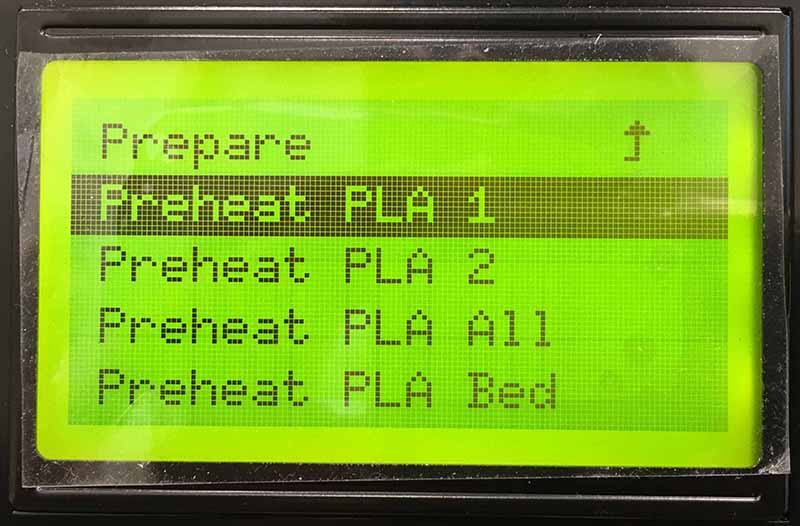 Prepare ↑
Preheat PLA 1
Preheat PLA 2
Preheat PLA All
Preheat PLA Bed